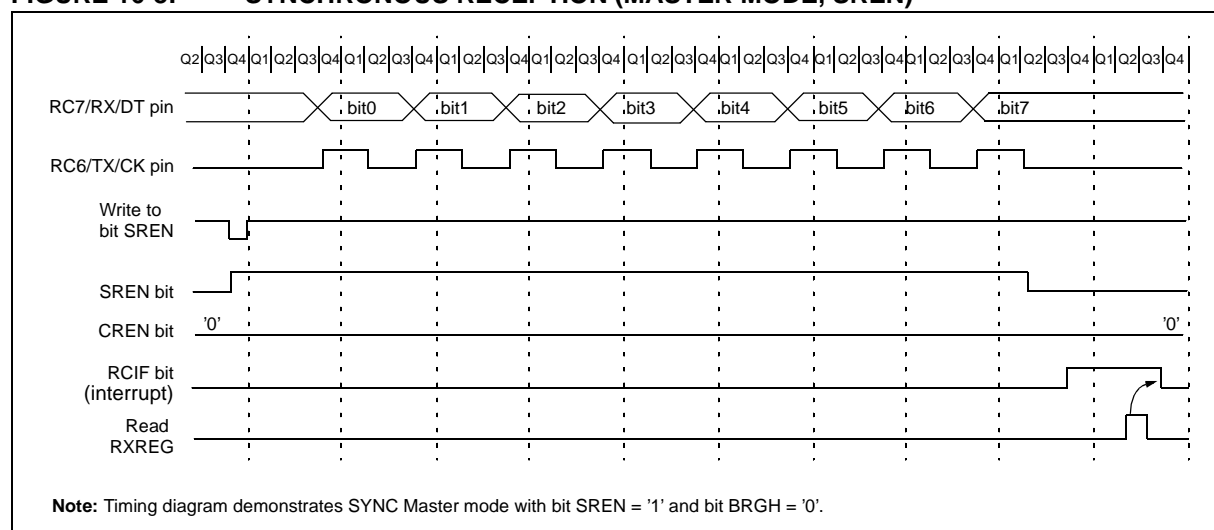 FIGURE SYNCHRONOUS RECEPTION (MASTER MODE, SREN)
Q2 Q3 Q4 Q1 Q2 Q3 Q4 Q1 Q2 Q3 Q4 Q1 Q2 Q3 Q4 Q1 Q2 Q3 Q4 Q1 Q2 Q3 Q4 Q1 Q2 Q3 Q4 Q1 Q2 Q3 Q4 Q1 Q2 Q3 Q4 Q1 Q2 Q3 Q4 Q1 Q2 Q3 Q4
RC7/RX/DT pin bit0 bit1 bit2 bit3 bit4 bit5 bit6 bit7
RC6/TX/CK pin
Write to
bit SREN
SREN bit
CREN bit '0' '0'
RCIF bit
(interrupt)
Read
RXREG
Note: Timing diagram demonstrates SYNC Master mode with bit SREN = '1' and bit BRGH = '0'.